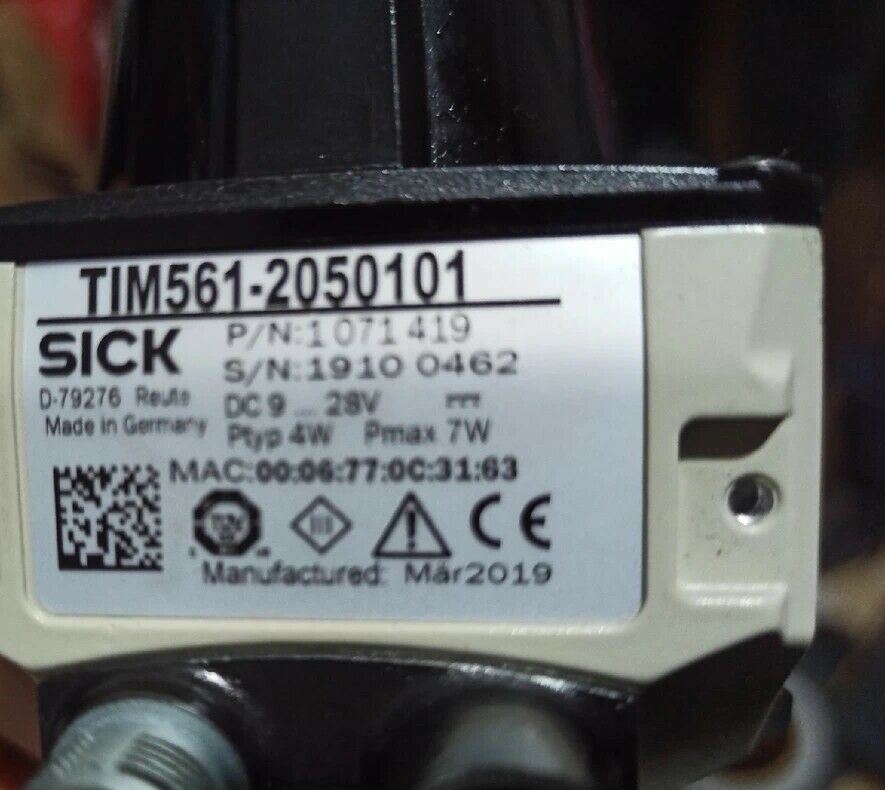 TIM561-2050101
SICK
P/N:1 071 419
S/N:1910 0462
D-79276 Reute
Made in Germany
DC 9 ... 28V
Ptyp 4W Pmax 7W
MAC:00:06:77:0C:31:63
TÜV
CE
Manufactured: Mär2019